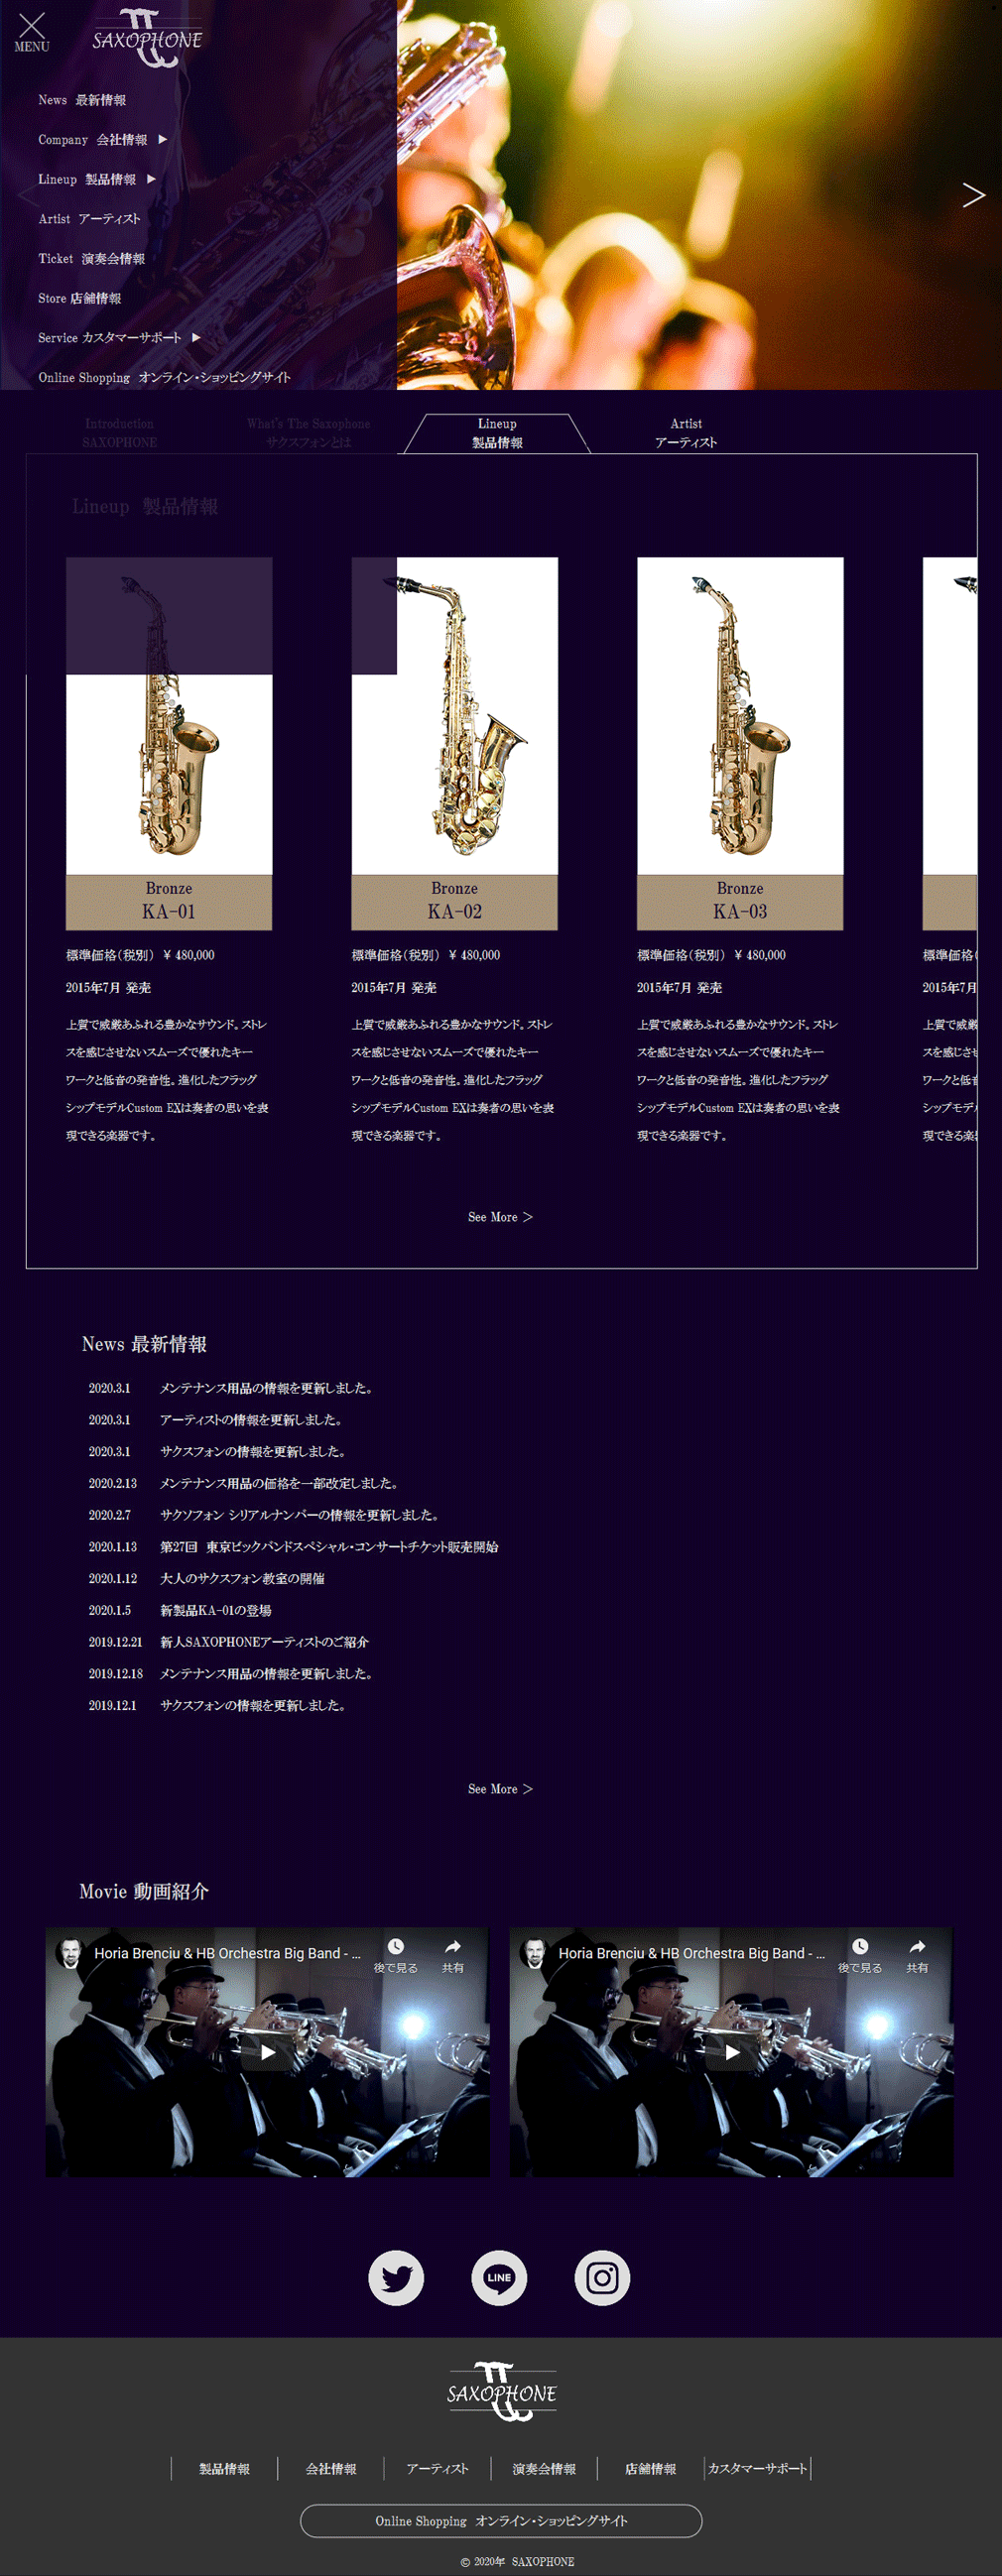 MENU
SAXOPHONE
News 最新情報
Company 会社情報 ▶
Lineup 製品情報 ▶
Artist アーティスト
Ticket 演奏会情報
Store 店舗情報
Service カスタマーサポート ▶
Online Shopping オンライン・ショッピングサイト
Introduction
SAXOPHONE
What's The Saxophone
サクスフォンとは
Lineup
製品情報
Artist
アーティスト
Lineup 製品情報
Bronze
KA-01
標準価格(税別) ¥ 480,000
2015年7月 発売
上質で威厳あふれる豊かなサウンド。ストレ
スを感じさせないスムーズで優れたキー
ワークと低音の発音性。進化したフラッグ
シップモデルCustom EXは奏者の思いを表
現できる楽器です。
Bronze
KA-02
標準価格(税別) ¥ 480,000
2015年7月 発売
上質で威厳あふれる豊かなサウンド。ストレ
スを感じさせないスムーズで優れたキー
ワークと低音の発音性。進化したフラッグ
シップモデルCustom EXは奏者の思いを表
現できる楽器です。
Bronze
KA-03
標準価格(税別) ¥ 480,000
2015年7月 発売
上質で威厳あふれる豊かなサウンド。ストレ
スを感じさせないスムーズで優れたキー
ワークと低音の発音性。進化したフラッグ
シップモデルCustom EXは奏者の思いを表
現できる楽器です。
標準価格
2015年7月
上質で威厳
スを感じさせ
ワークと低音
シップモデル
現できる楽
See More >
News 最新情報
2020.3.1 メンテナンス用品の情報を更新しました。
2020.3.1 アーティストの情報を更新しました。
2020.3.1 サクスフォンの情報を更新しました。
2020.2.13 メンテナンス用品の価格を一部改定しました。
2020.2.7 サクソフォン シリアルナンバーの情報を更新しました。
2020.1.13 第27回 東京ビックバンドスペシャル・コンサートチケット販売開始
2020.1.12 大人のサクスフォン教室の開催
2020.1.5 新製品KA-01の登場
2019.12.21 新人SAXOPHONEアーティストのご紹介
2019.12.18 メンテナンス用品の情報を更新しました。
2019.12.1 サクスフォンの情報を更新しました。
See More >
Movie 動画紹介
Horia Brenciu & HB Orchestra Big Band - ...
後で見る
共有
Horia Brenciu & HB Orchestra Big Band - ...
後で見る
共有
LINE
SAXOPHONE
製品情報
会社情報
アーティスト
演奏会情報
店舗情報
カスタマーサポート
Online Shopping オンライン・ショッピングサイト
© 2020年 SAXOPHONE